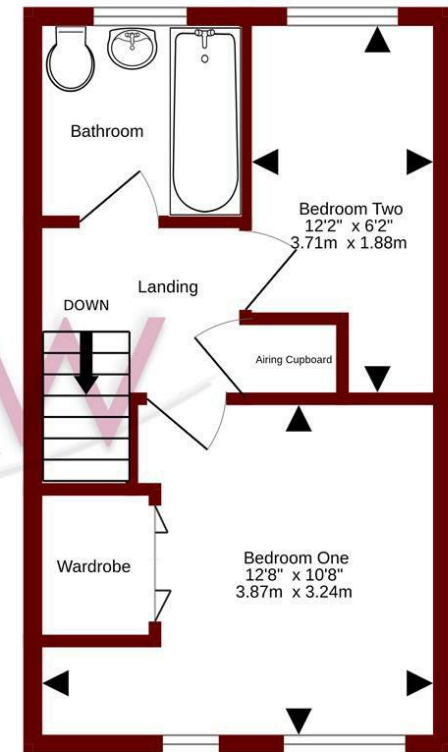 Bathroom
Bedroom Two
12'2" x 6'2"
3.71m x 1.88m
Landing
DOWN
Airing Cupboard
Wardrobe
Bedroom One
12'8" x 10'8"
3.87m x 3.24m
W